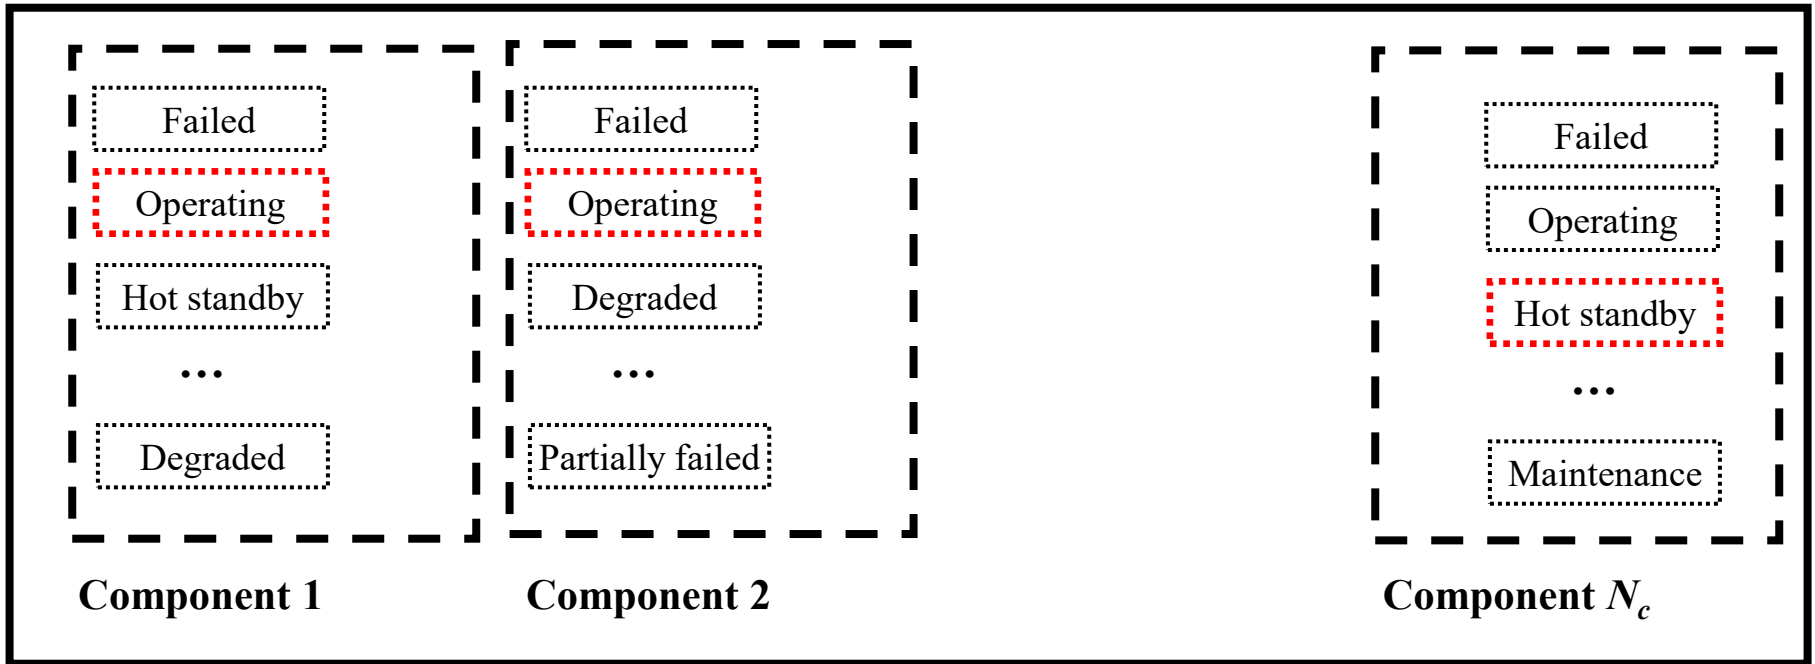 Failed
Operating
Hot standby
...
Degraded
Component 1
Failed
Operating
Degraded
...
Partially failed
Component 2
Failed
Operating
Hot standby
...
Maintenance
Component Nc